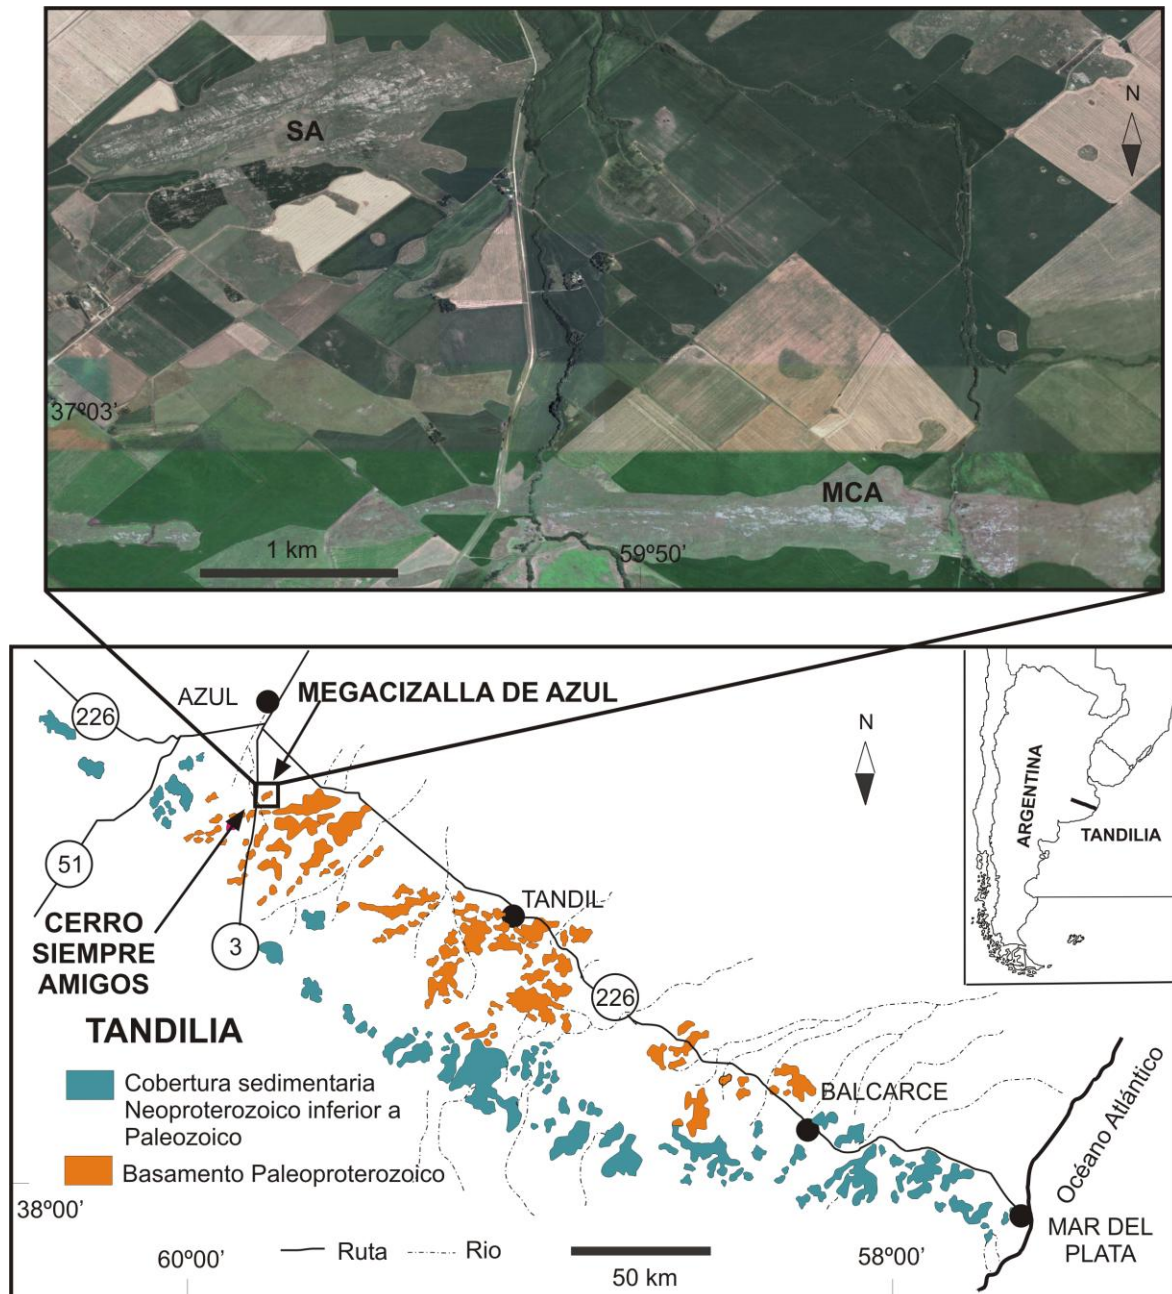 SA
N
37º03'
MCA
1 km
59º50'
AZUL
MEGACIZALLA DE AZUL
226
N
ARGENTINA
TANDILIA
51
TANDIL
CERRO
SIEMPRE
AMIGOS
3
226
TANDILIA
Cobertura sedimentaria
Neoproterozoico inferior a
Paleozoico
BALCARCE
Basamento Paleoproterozoico
Océano Atlántico
38º00'
MAR DEL
PLATA
60º00'
Ruta
Rio
50 km
58º00'